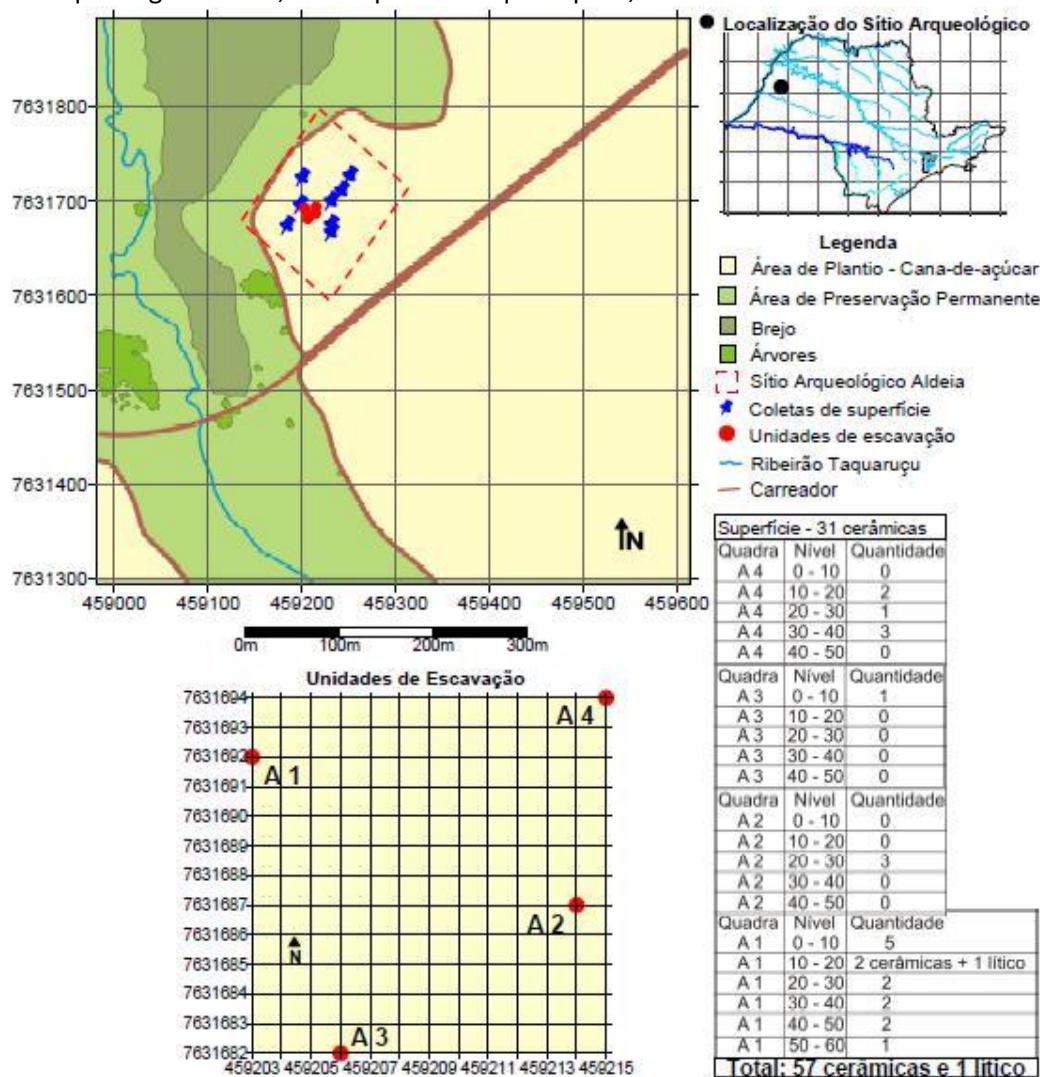 Localização do Sítio Arqueológico
7631800
7631700
7631600
7631500
7631400
7631300
459000 459100 459200 459300 459400 459500 459600
N
0m 100m 200m 300m
Legenda
Área de Plantio - Cana-de-açúcar
Área de Preservação Permanente
Brejo
Árvores
Sítio Arqueológico Aldeia
Coletas de superfície
Unidades de escavação
Ribeirão Taquaruçu
Carreador
Superfície - 31 cerâmicas
Quadra Nível Quantidade
A 4 0 - 10 0
A 4 10 - 20 2
A 4 20 - 30 1
A 4 30 - 40 3
A 4 40 - 50 0
Quadra Nível Quantidade
A 3 0 - 10 1
A 3 10 - 20 0
A 3 20 - 30 0
A 3 30 - 40 0
A 3 40 - 50 0
Quadra Nível Quantidade
A 2 0 - 10 0
A 2 10 - 20 0
A 2 20 - 30 3
A 2 30 - 40 0
A 2 40 - 50 0
Quadra Nível Quantidade
A 1 0 - 10 5
A 1 10 - 20 2 cerâmicas + 1 lítico
A 1 20 - 30 2
A 1 30 - 40 2
A 1 40 - 50 2
A 1 50 - 60 1
Total: 57 cerâmicas e 1 lítico
Unidades de Escavação
7631694
7631693
7631692
7631691
7631690
7631689
7631688
7631687
7631686
7631685
7631684
7631683
7631682
A 4
A 1
A 2
N
A 3
459203 459205 459207 459209 459211 459213 459215